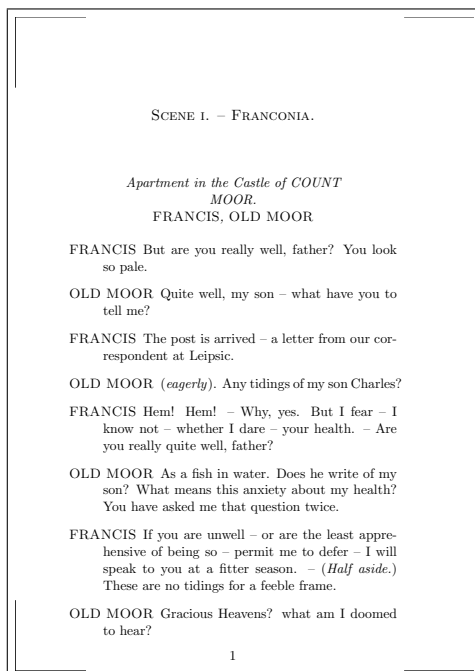 SCENE I. – FRANCONIA.
Apartment in the Castle of COUNT
MOOR.
FRANCIS, OLD MOOR
FRANCIS But are you really well, father? You look
so pale.
OLD MOOR Quite well, my son – what have you to
tell me?
FRANCIS The post is arrived – a letter from our cor-
respondent at Leipsic.
OLD MOOR (eagerly). Any tidings of my son Charles?
FRANCIS Hem! Hem! – Why, yes. But I fear – I
know not – whether I dare – your health. – Are
you really quite well, father?
OLD MOOR As a fish in water. Does he write of my
son? What means this anxiety about my health?
You have asked me that question twice.
FRANCIS If you are unwell – or are the least appre-
hensive of being so – permit me to defer – I will
speak to you at a fitter season. – (Half aside.)
These are no tidings for a feeble frame.
OLD MOOR Gracious Heavens? what am I doomed
to hear?
1